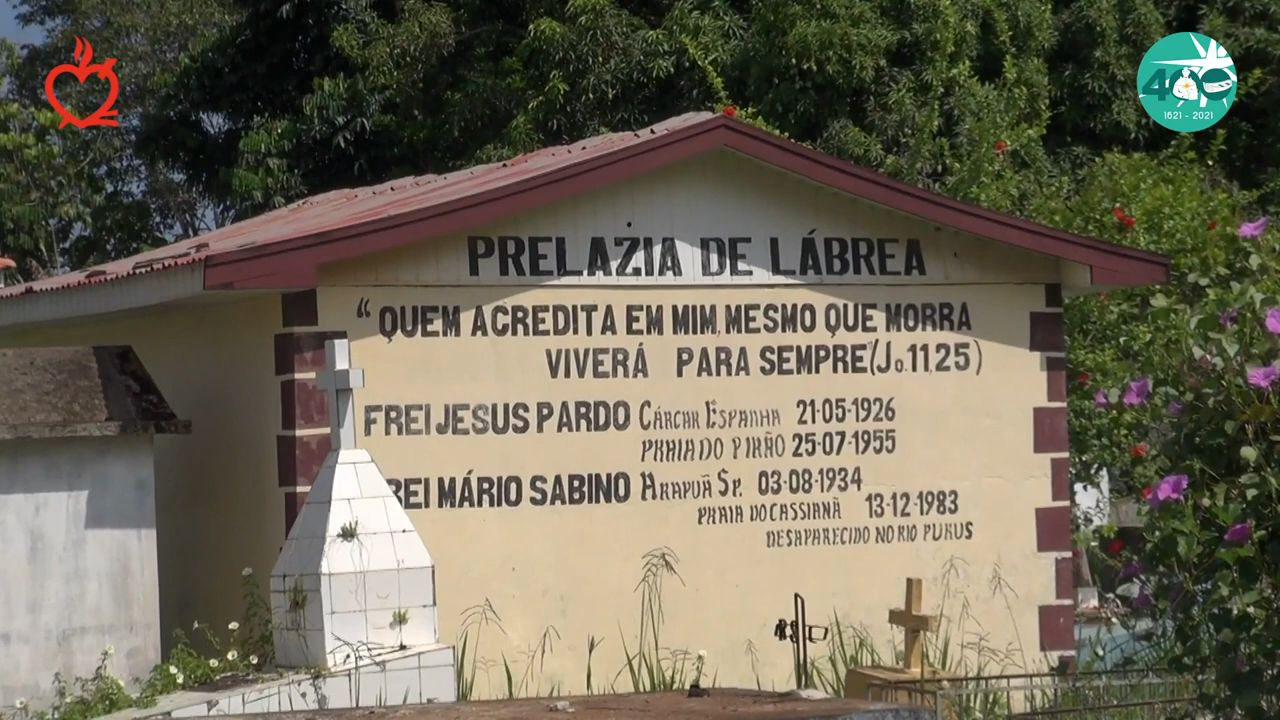 400
1621 - 2021
PRELAZIA DE LÁBREA
“QUEM ACREDITA EM MIM, MESMO QUE MORRA
VIVERÁ PARA SEMPRE (Jo. 11,25)
FREI JESUS PARDO CÁRCAR ESPANHA 21-05-1926
PRAIA DO PIRÃO 25-07-1955
FREI MÁRIO SABINO ARAPUÃ SP. 03-08-1934
PRAIA DO CASSIANÃ 13-12-1983
DESAPARECIDO NO RIO PURUS